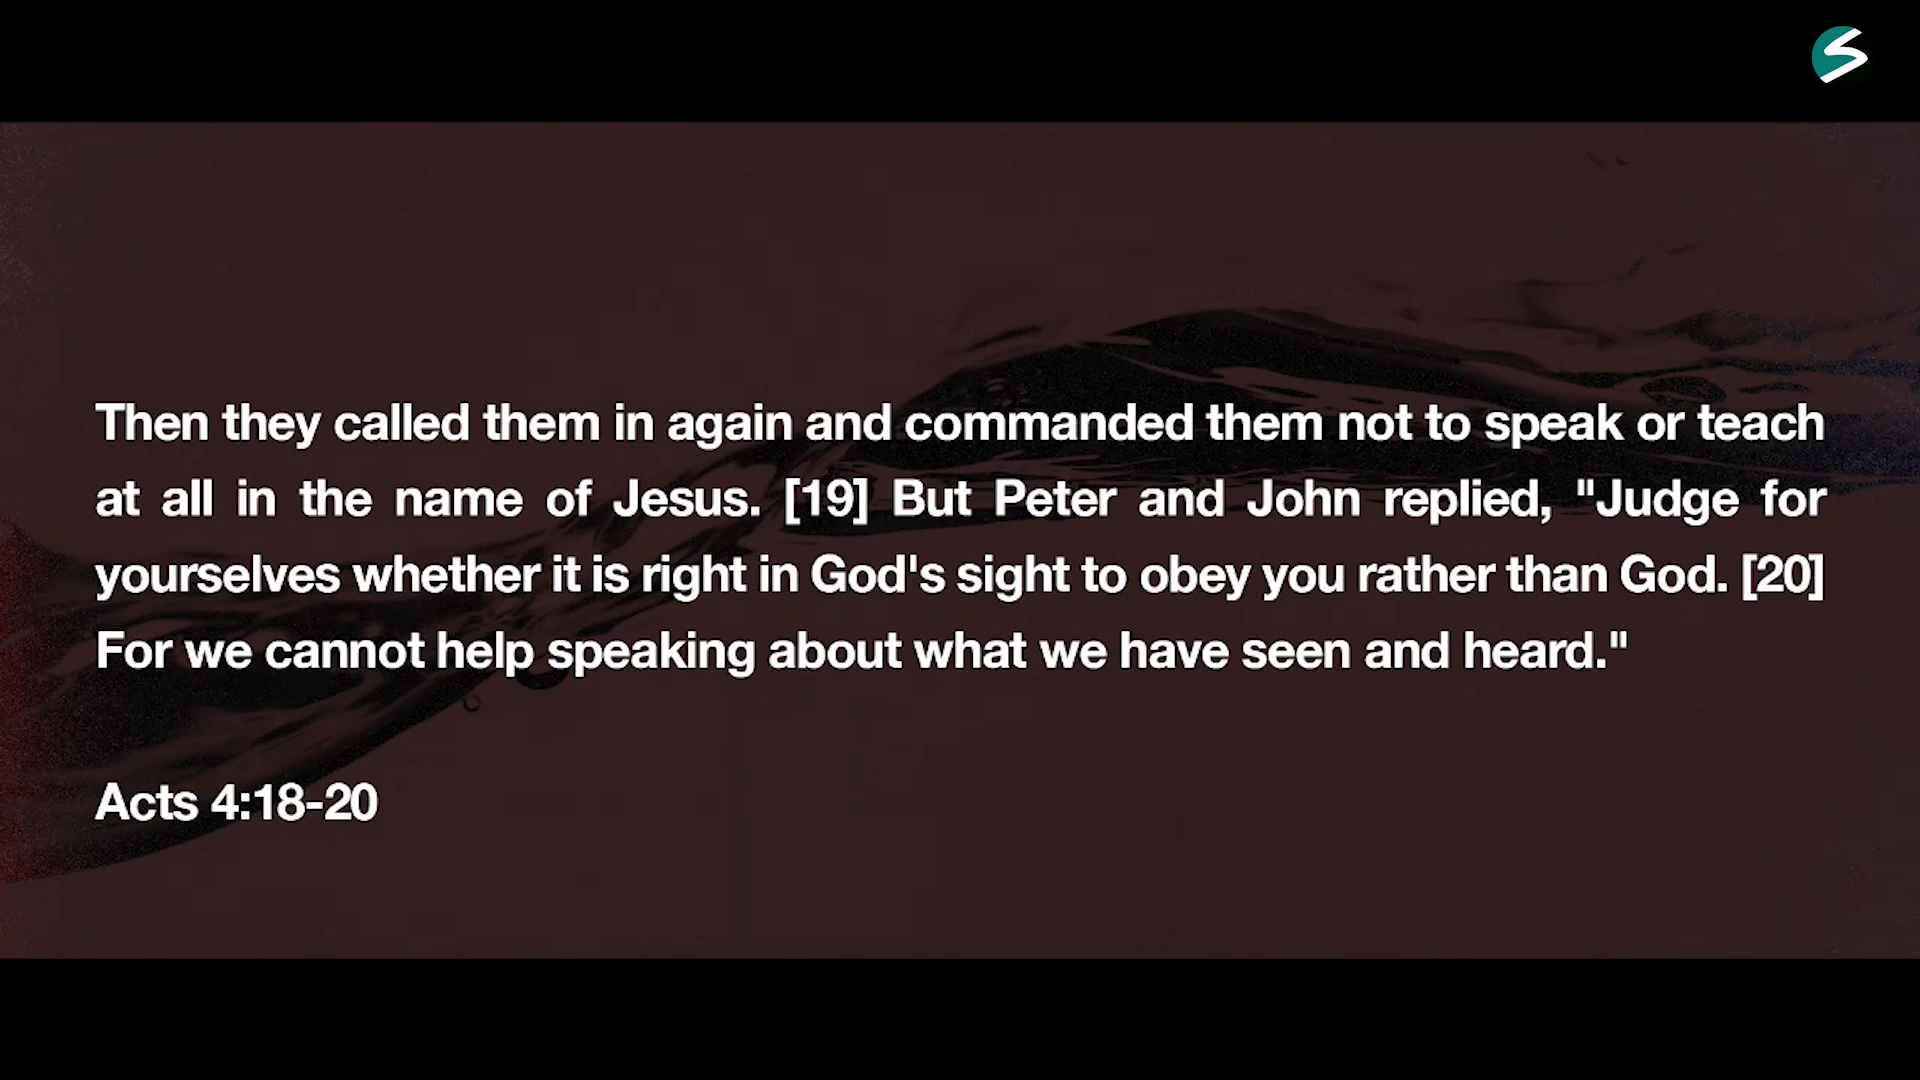 Then they called them in again and commanded them not to speak or teach
at all in the name of Jesus. [19] But Peter and John replied, "Judge for
yourselves whether it is right in God's sight to obey you rather than God. [20]
For we cannot help speaking about what we have seen and heard."
Acts 4:18-20